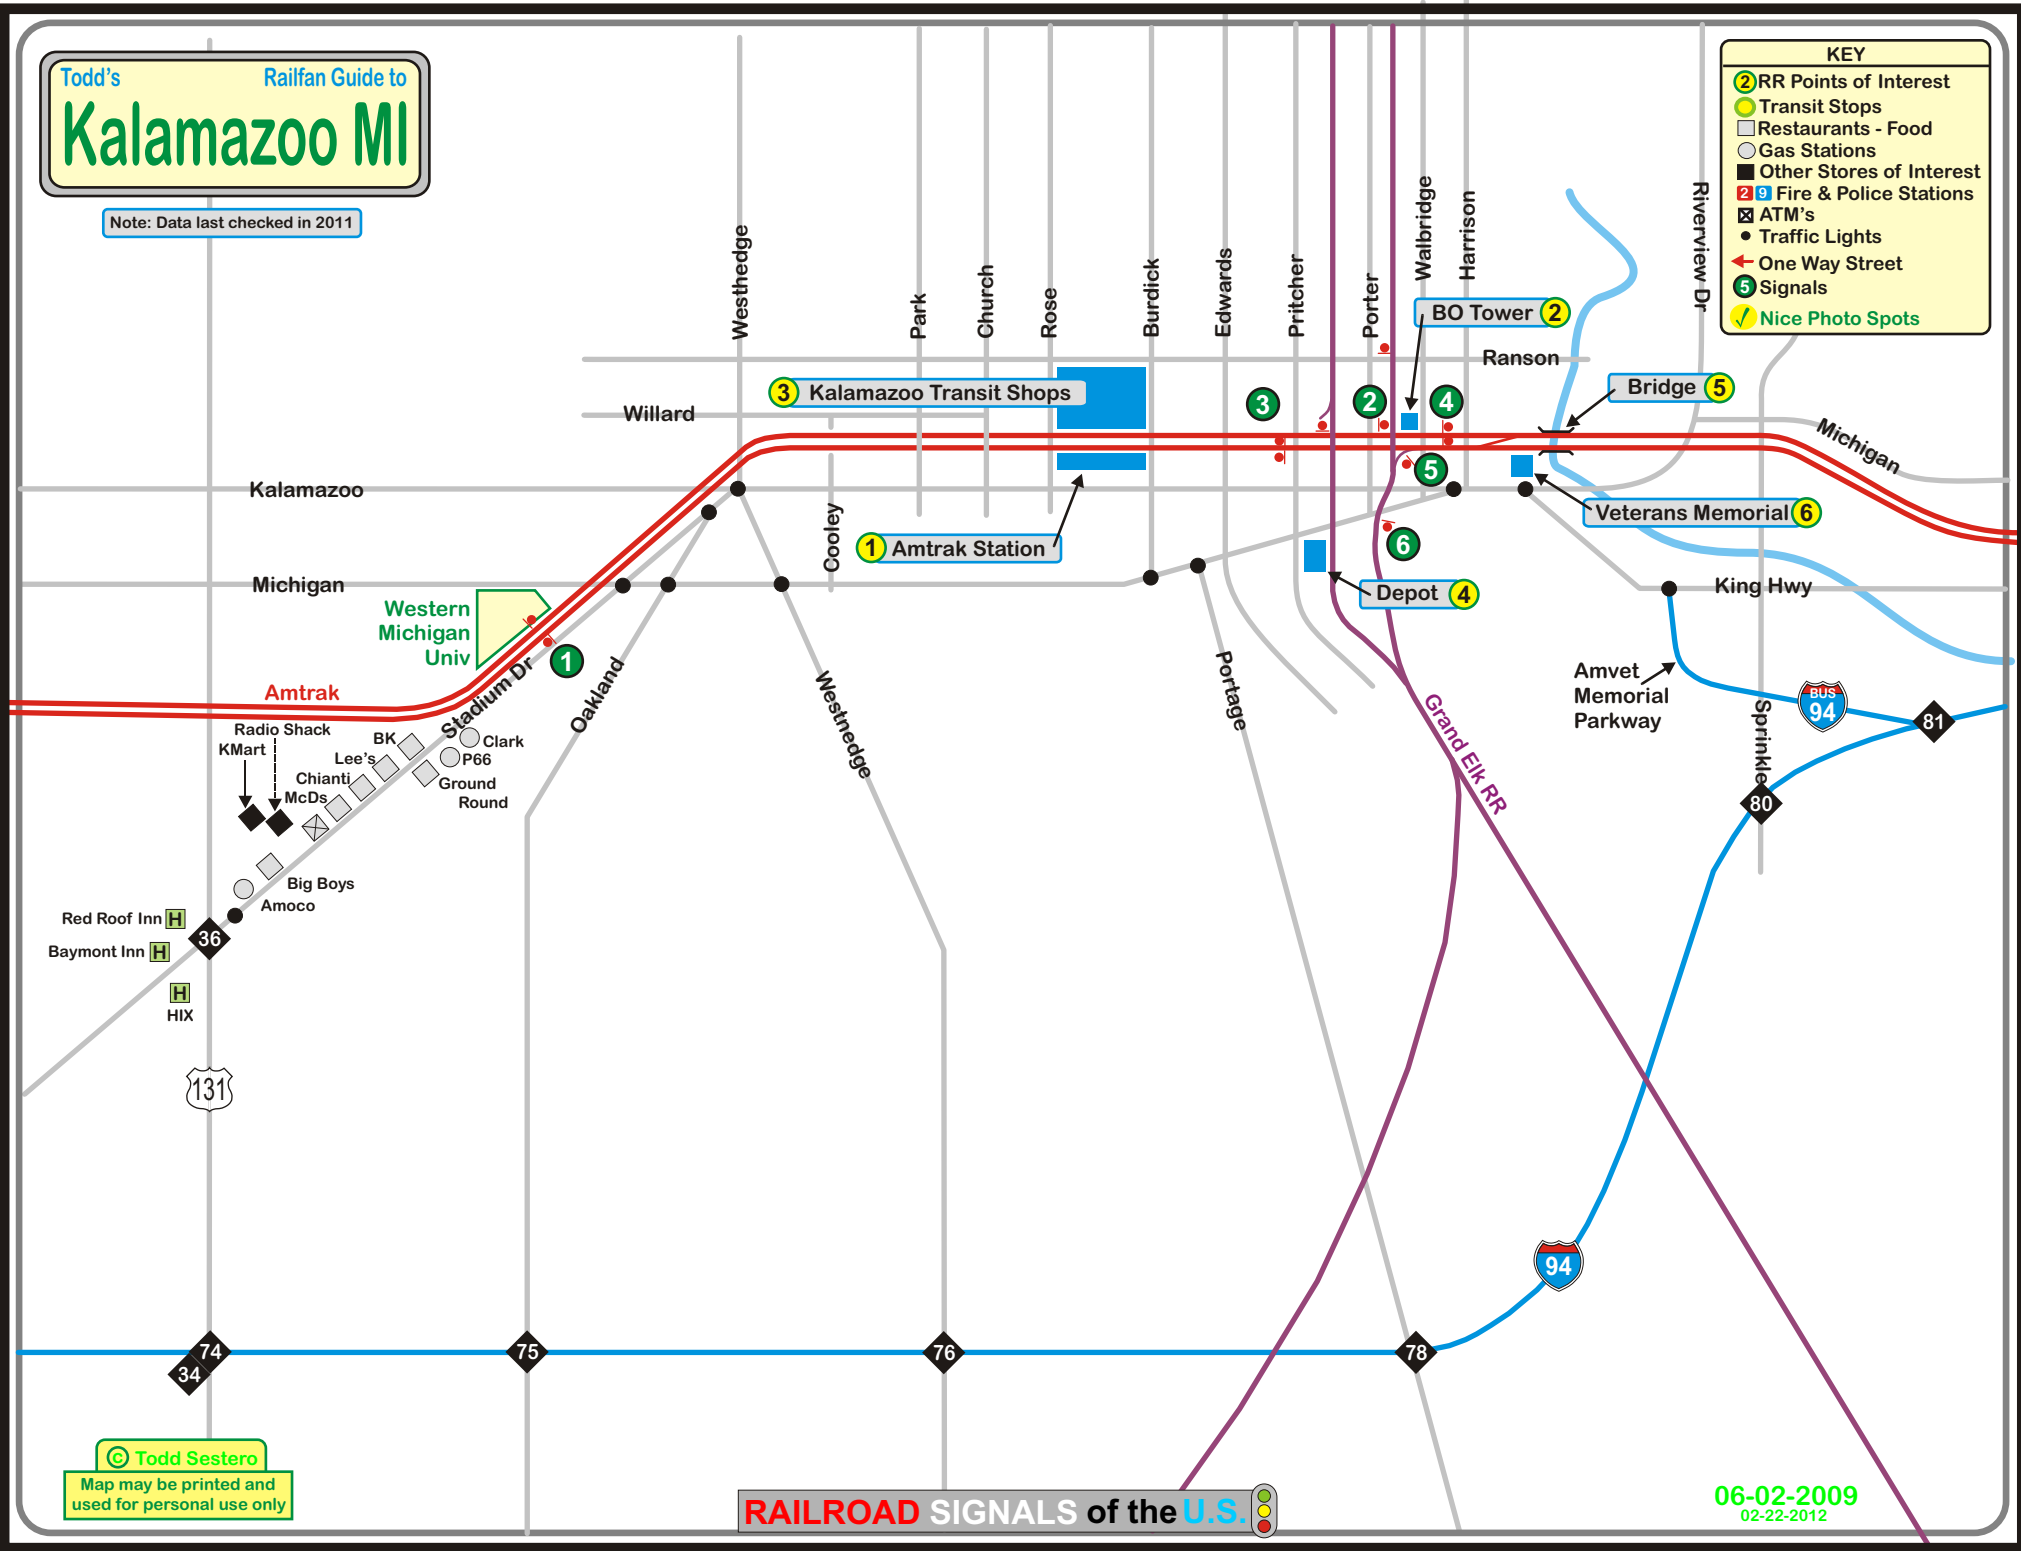 Todd's Railfan Guide to
Kalamazoo MI
Note: Data last checked in 2011
KEY
2 RR Points of Interest
Transit Stops
Restaurants - Food
Gas Stations
Other Stores of Interest
2 9 Fire & Police Stations
ATM's
Traffic Lights
One Way Street
5 Signals
✓ Nice Photo Spots
Westhedge
Park
Church
Rose
Burdick
Edwards
Pritcher
Porter
Walbridge
Harrison
Riverview Dr
BO Tower 2
Ranson
3 Kalamazoo Transit Shops
Willard
3
2
4
Bridge 5
Michigan
Kalamazoo
5
Veterans Memorial 6
Cooley
1 Amtrak Station
6
Michigan
Depot 4
King Hwy
Western
Michigan
Univ
1
Stadium Dr
Oakland
Westnedge
Portage
Grand Elk RR
Amvet
Memorial
Parkway
Sprinkle
BUS
94
81
80
Amtrak
Radio Shack
KMart
BK
Clark
Lee's
P66
Chianti
Ground
Round
McDs
Big Boys
Amoco
Red Roof Inn H
36
Baymont Inn H
H
HIX
131
94
74
34
75
76
78
© Todd Sestero
Map may be printed and
used for personal use only
RAILROAD SIGNALS of the U.S.
06-02-2009
02-22-2012